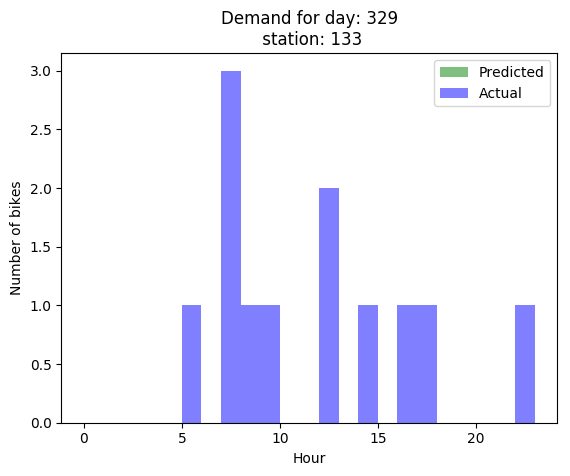 Demand for day: 329
station: 133
Predicted
Actual
Number of bikes
3.0
2.5
2.0
1.5
1.0
0.5
0.0
0
5
10
15
20
Hour